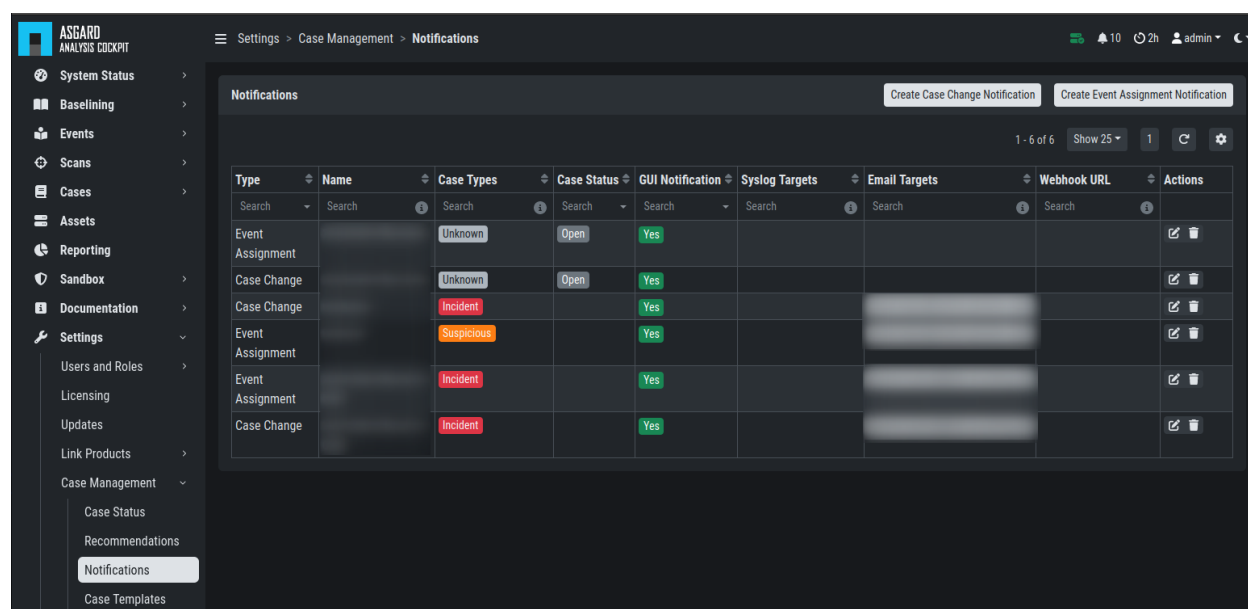 ASGARD
ANALYSIS COCKPIT
Settings > Case Management > Notifications
10 2h admin
System Status
Baselining
Events
Scans
Cases
Assets
Reporting
Sandbox
Documentation
Settings
Users and Roles
Licensing
Updates
Link Products
Case Management
Case Status
Recommendations
Notifications
Case Templates
Notifications Create Case Change Notification Create Event Assignment Notification
1 - 6 of 6 Show 25 1
Type Name Case Types Case Status GUI Notification Syslog Targets Email Targets Webhook URL Actions
Search Search Search Search Search Search Search Search
Event Assignment Unknown Open Yes
Case Change Unknown Open Yes
Case Change Incident Yes
Event Assignment Suspicious Yes
Event Assignment Incident Yes
Case Change Incident Yes